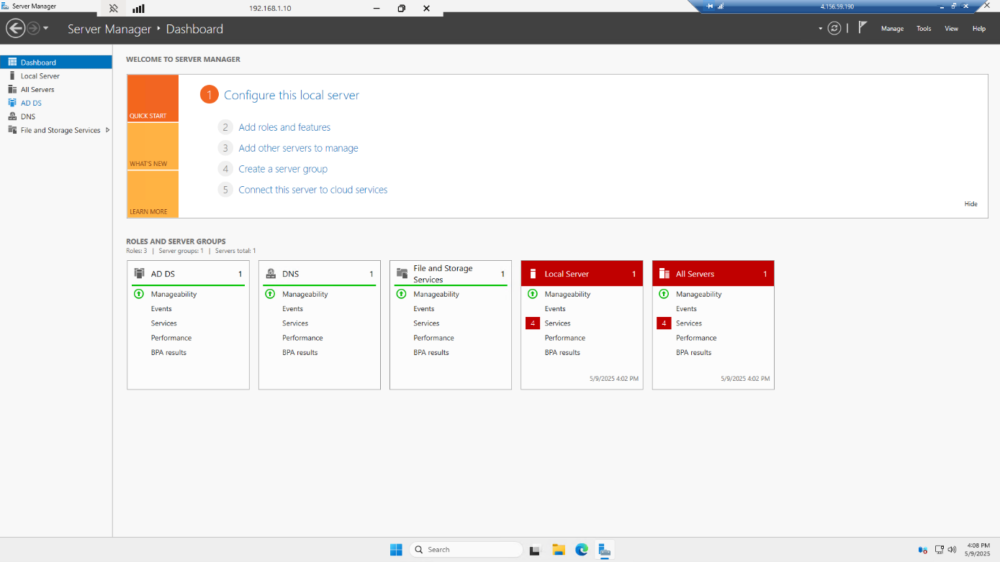 Server Manager
192.168.1.10
4.156.59.190
Server Manager
Dashboard
Manage
Tools
View
Help
Dashboard
Local Server
All Servers
AD DS
DNS
File and Storage Services
WELCOME TO SERVER MANAGER
QUICK START
WHAT'S NEW
LEARN MORE
1 Configure this local server
2 Add roles and features
3 Add other servers to manage
4 Create a server group
5 Connect this server to cloud services
Hide
ROLES AND SERVER GROUPS
Roles: 3 | Server groups: 1 | Servers total: 1
AD DS 1
Manageability
Events
Services
Performance
BPA results
DNS 1
Manageability
Events
Services
Performance
BPA results
File and Storage
Services 1
Manageability
Events
Services
Performance
BPA results
Local Server 1
Manageability
Events
4 Services
Performance
BPA results
5/9/2025 4:02 PM
All Servers 1
Manageability
Events
4 Services
Performance
BPA results
5/9/2025 4:02 PM
Search
4:08 PM
5/9/2025